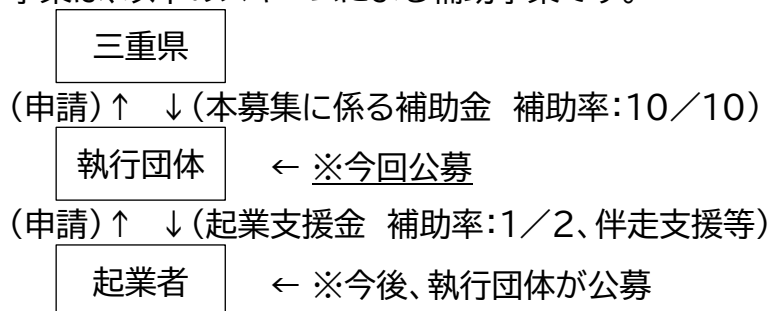 三重県
(申請)↑ ↓(本募集に係る補助金 補助率:10/10)
執行団体 ← ※今回公募
(申請)↑ ↓(起業支援金 補助率:1/2、伴走支援等)
起業者 ← ※今後、執行団体が公募